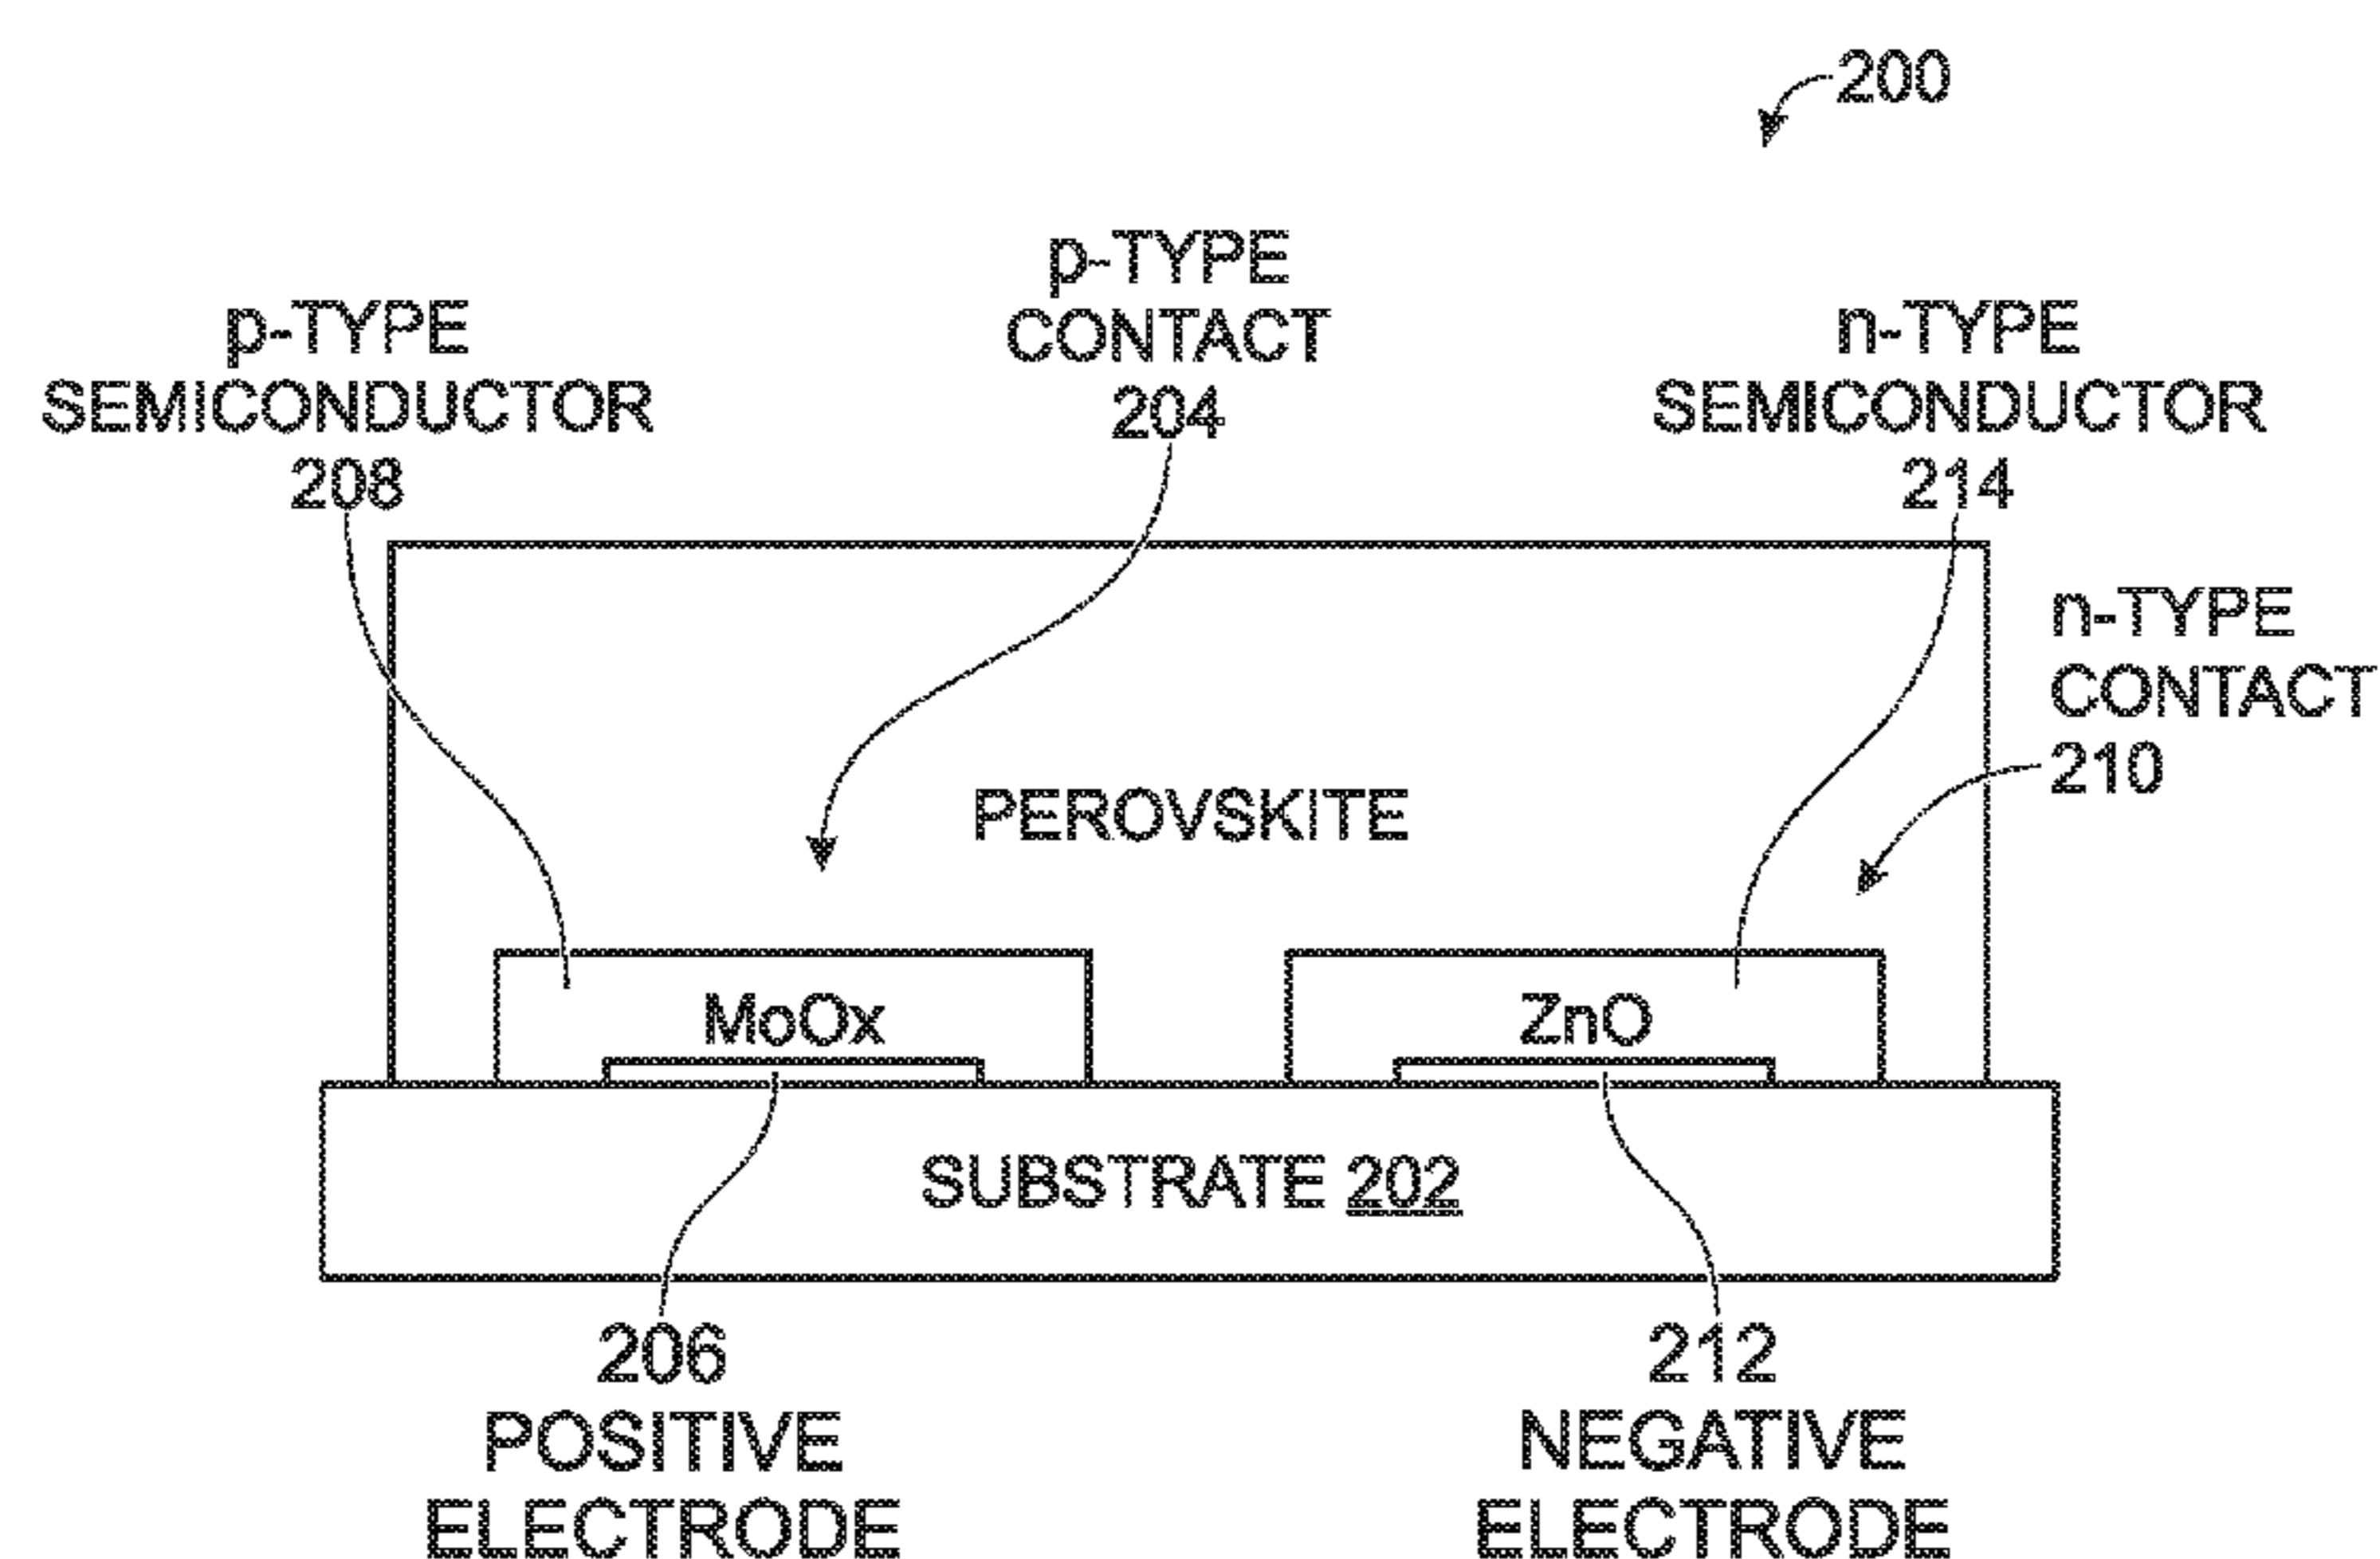 200
p-TYPE
CONTACT
204
p-TYPE
SEMICONDUCTOR
208
n-TYPE
SEMICONDUCTOR
214
n-TYPE
CONTACT
210
PEROVSKITE
MoOx
ZnO
SUBSTRATE 202
206
POSITIVE
ELECTRODE
212
NEGATIVE
ELECTRODE